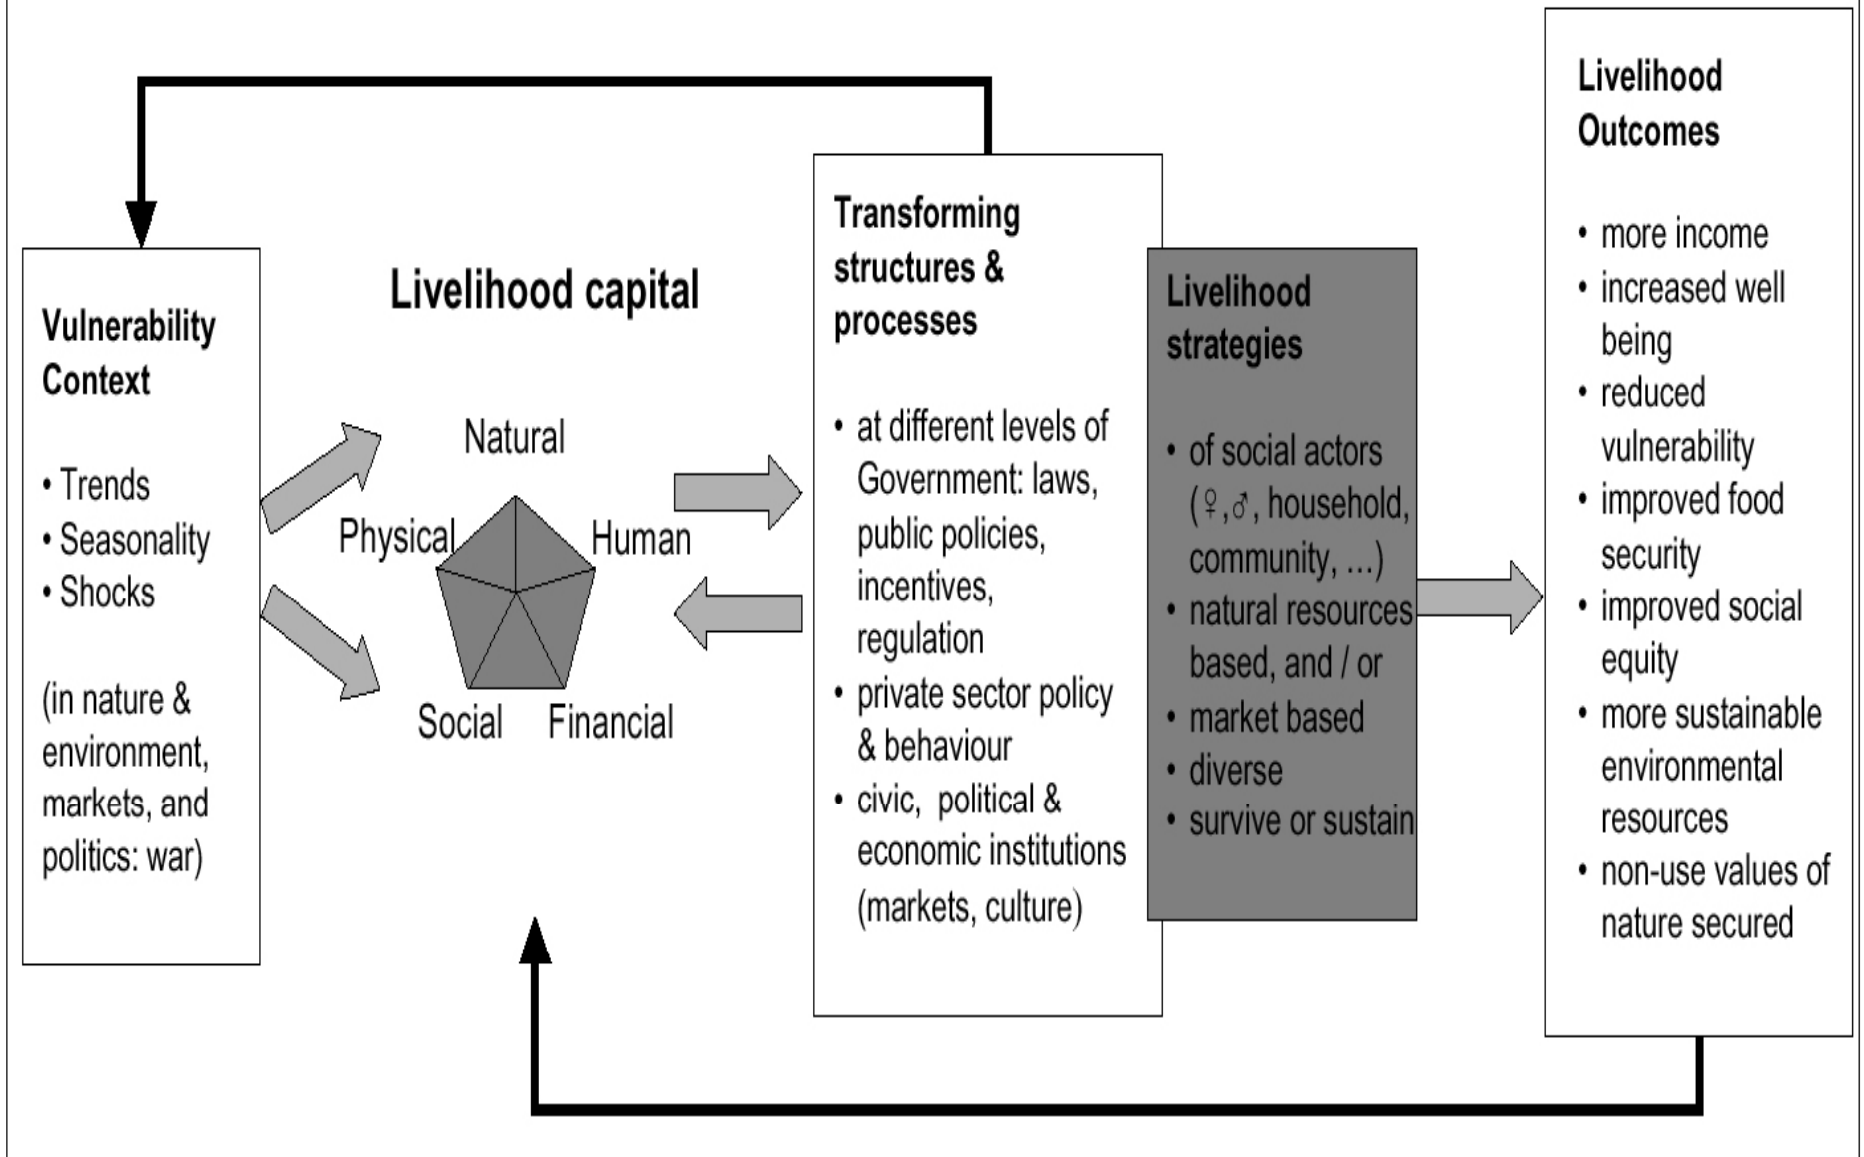 Vulnerability
Context
• Trends
• Seasonality
• Shocks
(in nature &
environment,
markets, and
politics: war)
Livelihood capital
Natural
Physical
Human
Social
Financial
Transforming
structures &
processes
• at different levels of
Government: laws,
public policies,
incentives,
regulation
• private sector policy
& behaviour
• civic, political &
economic institutions
(markets, culture)
Livelihood
strategies
• of social actors
(♀,♂, household,
community, ...)
• natural resources
based, and / or
• market based
• diverse
• survive or sustain
Livelihood
Outcomes
• more income
• increased well
being
• reduced
vulnerability
• improved food
security
• improved social
equity
• more sustainable
environmental
resources
• non-use values of
nature secured